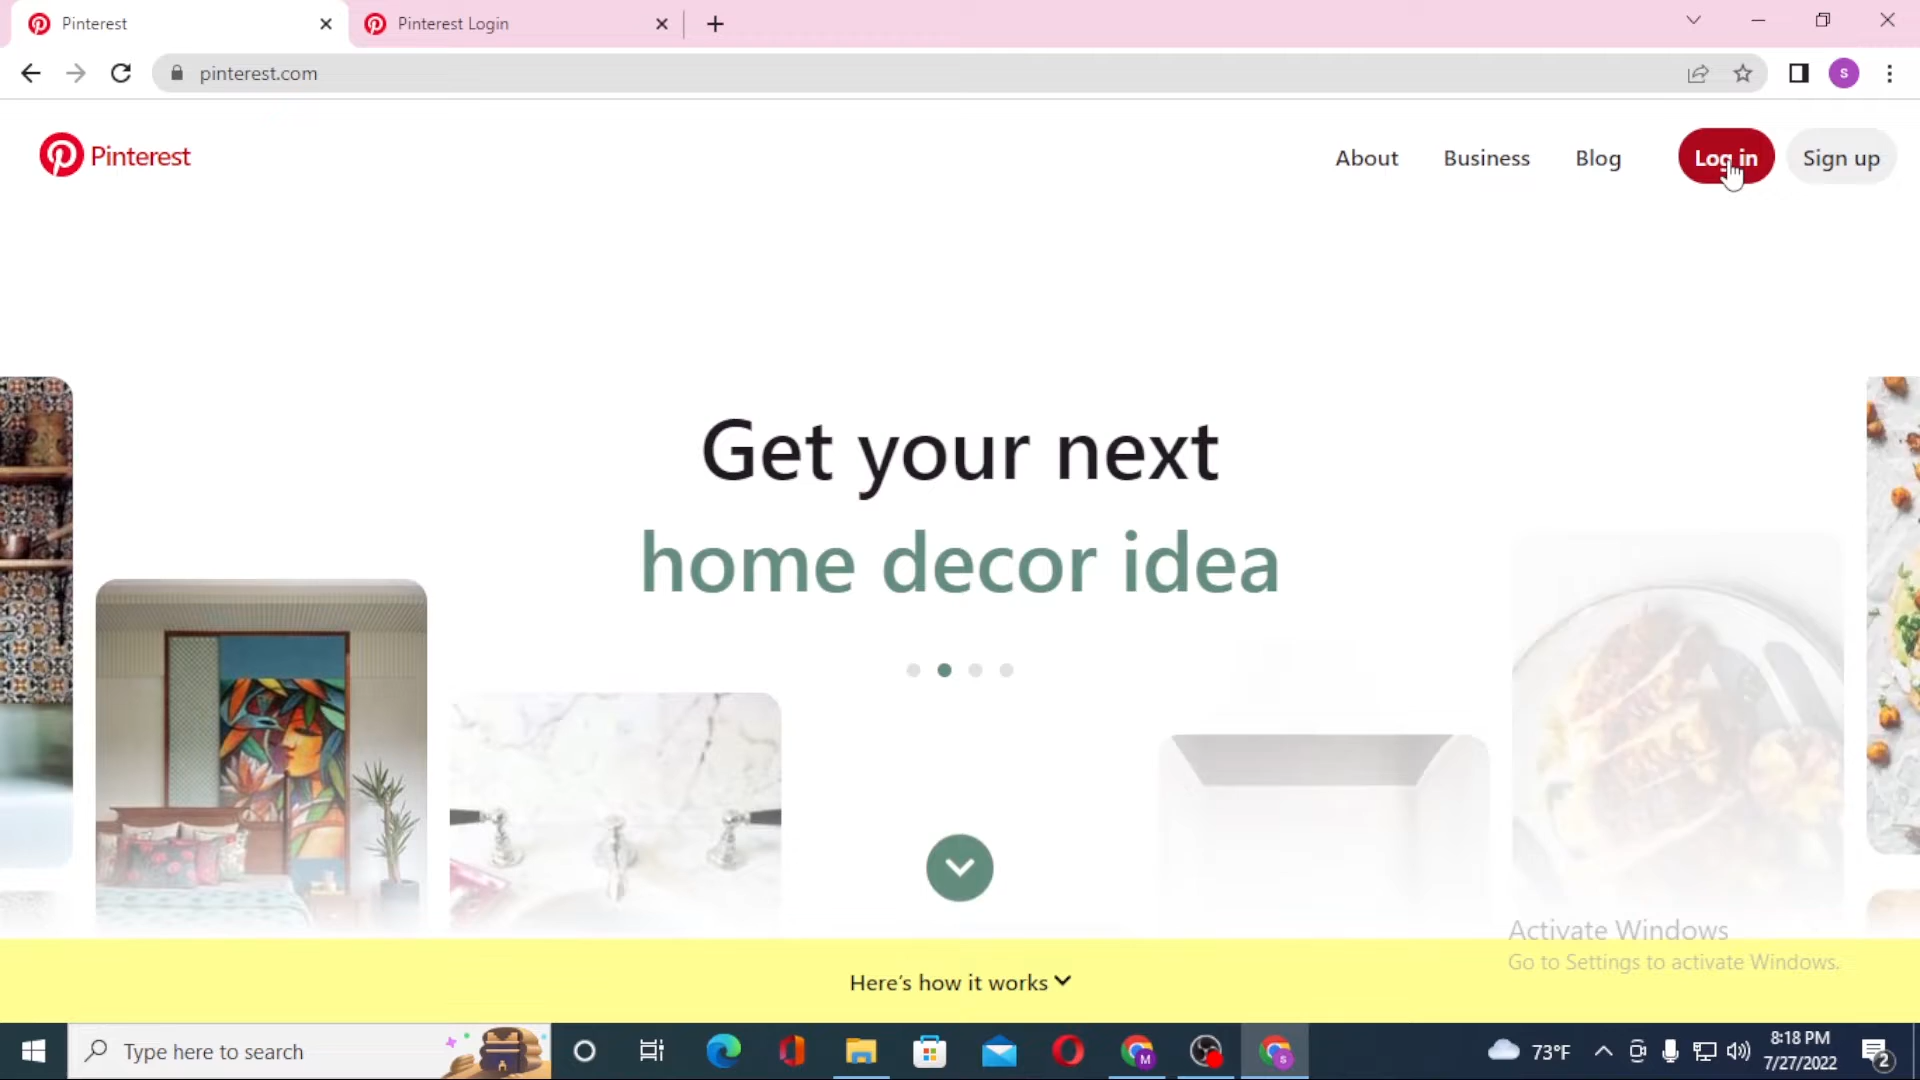 Pinterest
Pinterest Login
pinterest.com
S
Pinterest
About
Business
Blog
Log in
Sign up
Get your next
home decor idea
Activate Windows
Go to Settings to activate Windows.
Here's how it works
Type here to search
M
S
73°F
8:18 PM
7/27/2022
2